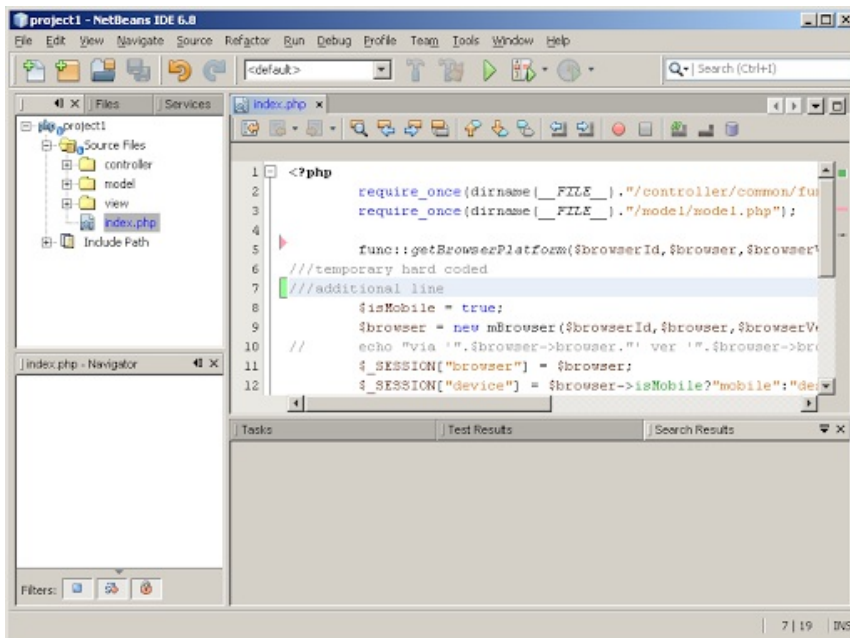 project1 - NetBeans IDE 6.8
File Edit View Navigate Source Refactor Run Debug Profile Team Tools Window Help
<default>
Search (Ctrl+I)
Files
Services
index.php
project1
Source Files
controller
model
view
index.php
Include Path
1 <?php
2 require_once(dirname(__FILE__)."/controller/common/fun
3 require_once(dirname(__FILE__)."/model/model.php");
4
5 func::getBrowserPlatform($browserId,$browser,$browserV
6 ///temporary hard coded
7 ///additional line
8 $isMobile = true;
9 $browser = new mBrowser($browserId,$browser,$browserVe
10 // echo "via '".$browser->browser."' ver '".$browser->bro
11 $_SESSION["browser"] = $browser;
12 $_SESSION["device"] = $browser->isMobile?"mobile":"des
index.php - Navigator
Tasks
Test Results
Search Results
Filters:
7 | 19 INS